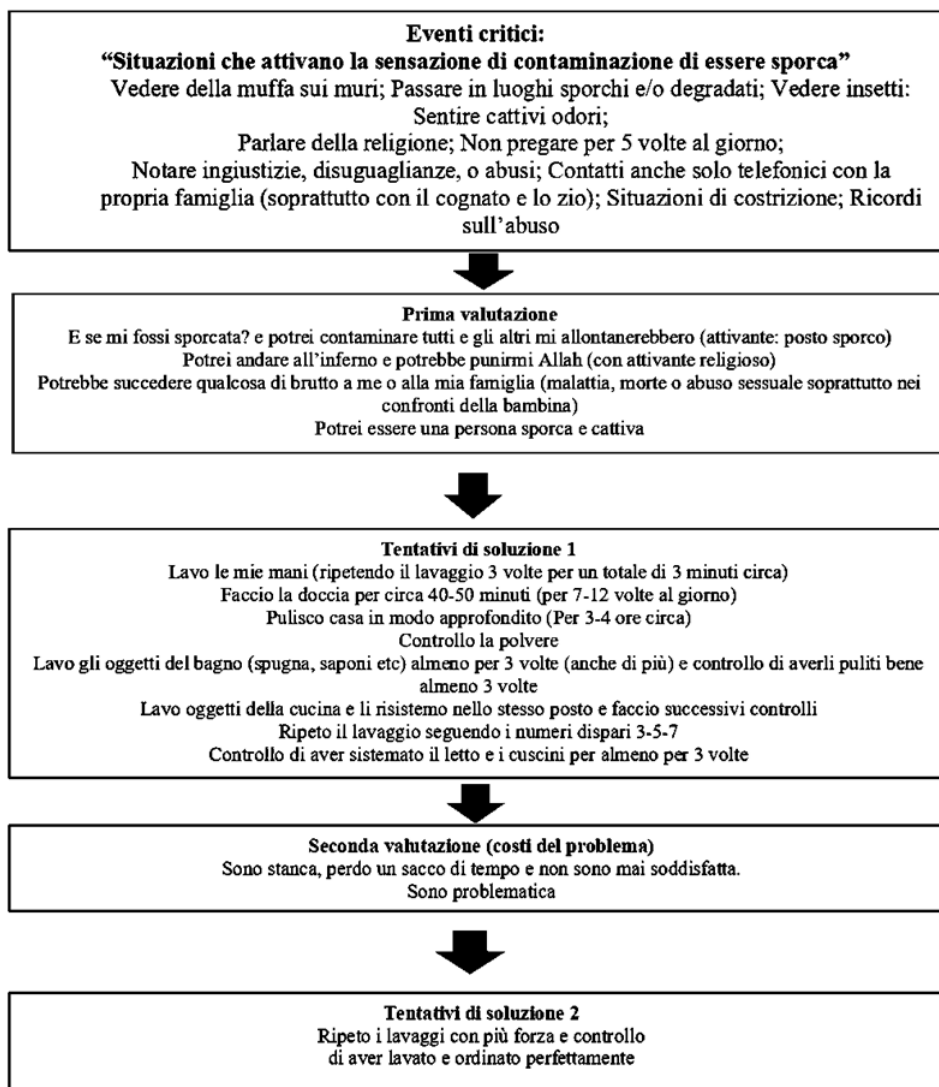 Eventi critici:
“Situazioni che attivano la sensazione di contaminazione di essere sporca”
Vedere della muffa sui muri; Passare in luoghi sporchi e/o degradati; Vedere insetti:
Sentire cattivi odori;
Parlare della religione; Non pregare per 5 volte al giorno;
Notare ingiustizie, disuguaglianze, o abusi; Contatti anche solo telefonici con la
propria famiglia (soprattutto con il cognato e lo zio); Situazioni di costrizione; Ricordi
sull’abuso
Prima valutazione
E se mi fossi sporcata? e potrei contaminare tutti e gli altri mi allontanerebbero (attivante: posto sporco)
Potrei andare all’inferno e potrebbe punirmi Allah (con attivante religioso)
Potrebbe succedere qualcosa di brutto a me o alla mia famiglia (malattia, morte o abuso sessuale soprattutto nei
confronti della bambina)
Potrei essere una persona sporca e cattiva
Tentativi di soluzione 1
Lavo le mie mani (ripetendo il lavaggio 3 volte per un totale di 3 minuti circa)
Faccio la doccia per circa 40-50 minuti (per 7-12 volte al giorno)
Pulisco casa in modo approfondito (Per 3-4 ore circa)
Controllo la polvere
Lavo gli oggetti del bagno (spugna, saponi etc) almeno per 3 volte (anche di più) e controllo di averli puliti bene
almeno 3 volte
Lavo oggetti della cucina e li risistemo nello stesso posto e faccio successivi controlli
Ripeto il lavaggio seguendo i numeri dispari 3-5-7
Controllo di aver sistemato il letto e i cuscini per almeno per 3 volte
Seconda valutazione (costi del problema)
Sono stanca, perdo un sacco di tempo e non sono mai soddisfatta.
Sono problematica
Tentativi di soluzione 2
Ripeto i lavaggi con più forza e controllo
di aver lavato e ordinato perfettamente